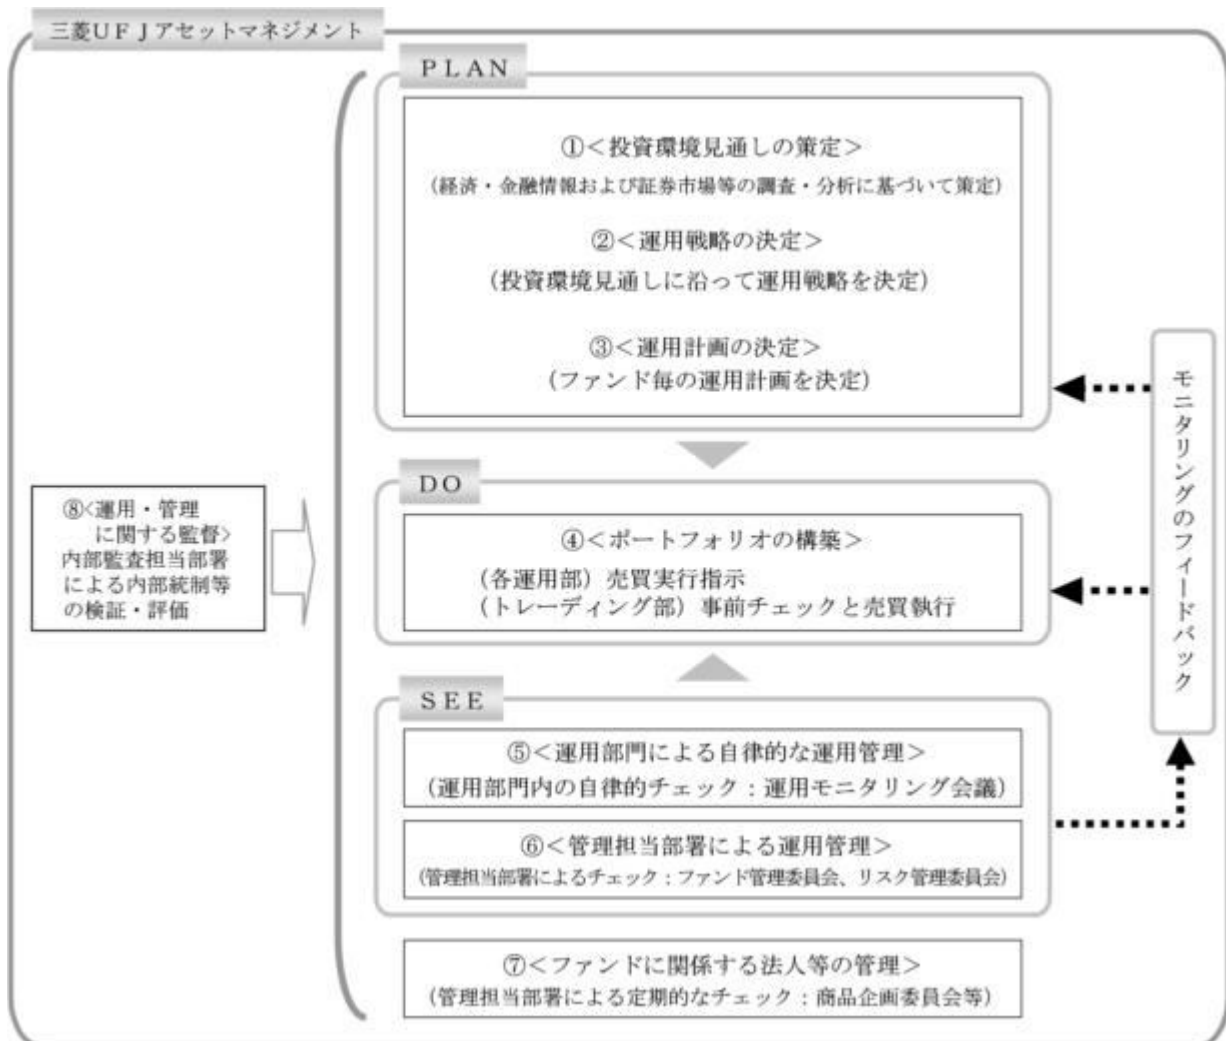 三菱UFJアセットマネジメント
PLAN
①<投資環境見通しの策定>
(経済・金融情報および証券市場等の調査・分析に基づいて策定)
②<運用戦略の決定>
(投資環境見通しに沿って運用戦略を決定)
③<運用計画の決定>
(ファンド毎の運用計画を決定)
DO
④<ポートフォリオの構築>
(各運用部)売買実行指示
(トレーディング部)事前チェックと売買執行
SEE
⑤<運用部門による自律的な運用管理>
(運用部門内の自律的チェック:運用モニタリング会議)
⑥<管理担当部署による運用管理>
(管理担当部署によるチェック:ファンド管理委員会、リスク管理委員会)
⑦<ファンドに関係する法人等の管理>
(管理担当部署による定期的なチェック:商品企画委員会等)
⑧<運用・管理
に関する監督>
内部監査担当部署
による内部統制等
の検証・評価
モニタリングのフィードバック